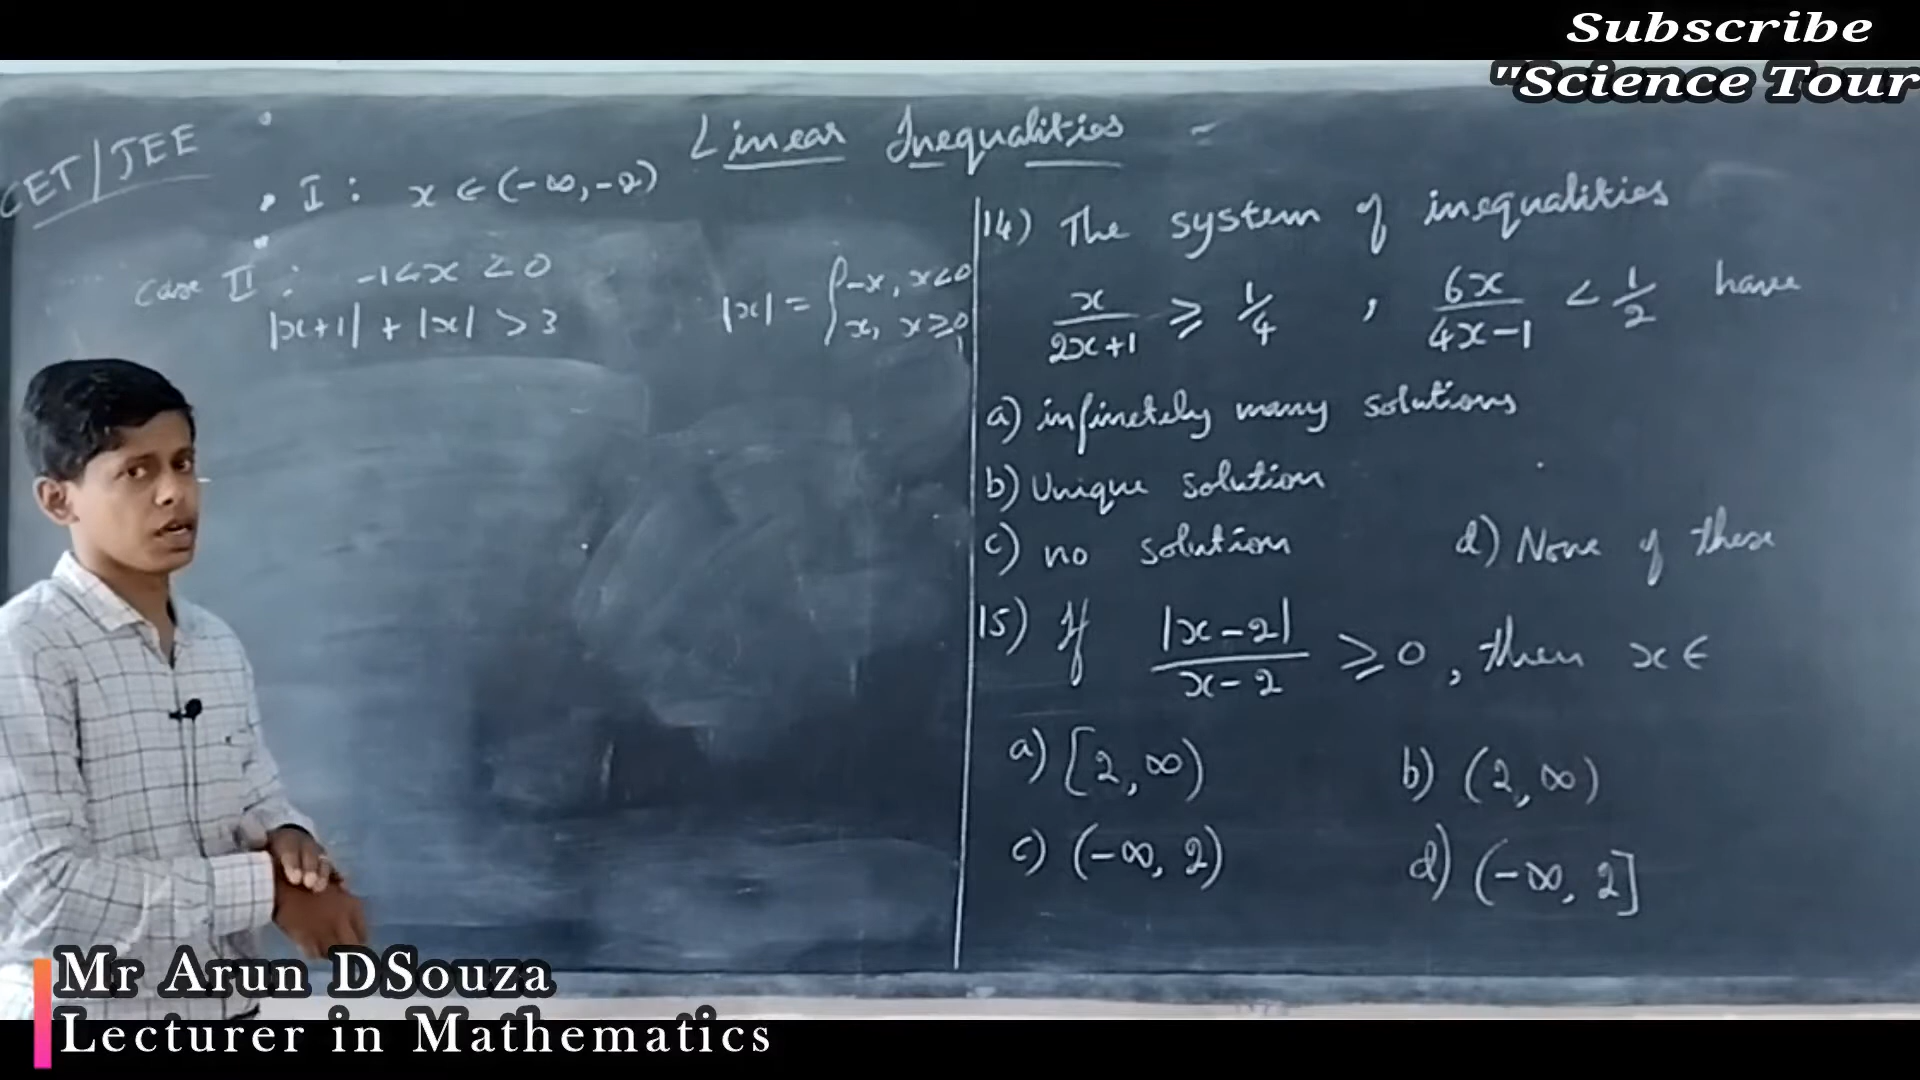 Subscribe
"Science Tour
CET/JEE
Linear Inequalities
I : x ∈ (-∞, -2)
Case II : -1<x<0
|x+1| + |x| > 3
|x| = { -x, x<0
x, x≥0
14) The system of inequalities
x/(2x+1) ≥ 1/4 , 6x/(4x-1) < 1/2 have
a) infinetely many solutions
b) Unique solution
c) no solution d) None of these
15) If |x-2|/(x-2) ≥ 0, then x ∈
a) [2, ∞) b) (2, ∞)
c) (-∞, 2) d) (-∞, 2]
Mr Arun DSouza
Lecturer in Mathematics